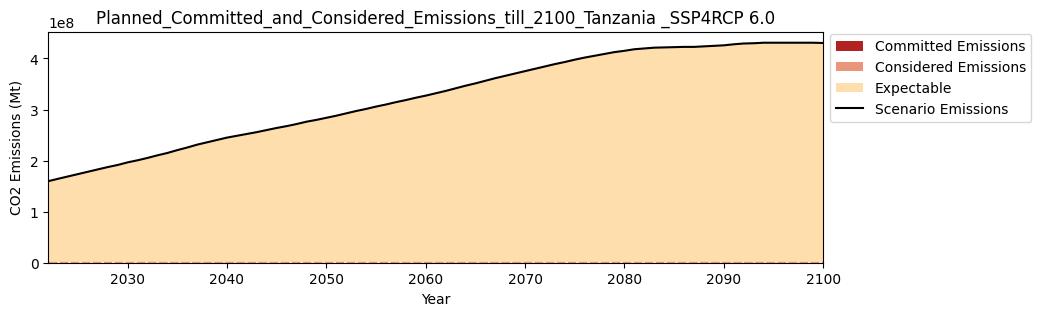 Planned_Committed_and_Considered_Emissions_till_2100_Tanzania _SSP4RCP 6.0
1e8
4
3
2
1
0
CO2 Emissions (Mt)
2030 2040 2050 2060 2070 2080 2090 2100
Year
Committed Emissions
Considered Emissions
Expectable
Scenario Emissions